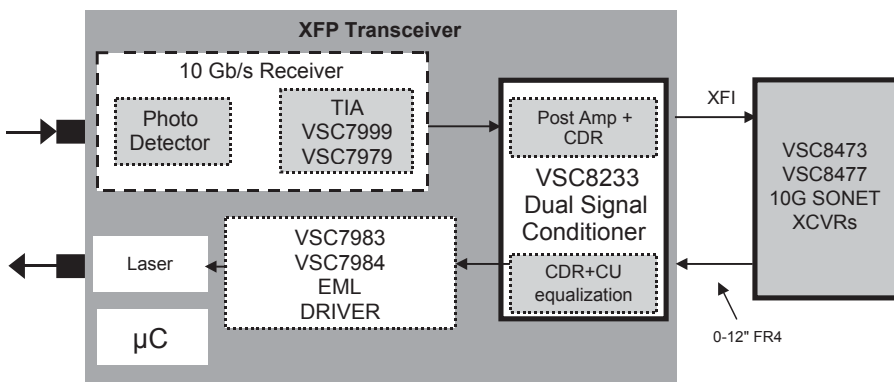 XFP Transceiver
10 Gb/s Receiver
Photo
Detector
TIA
VSC7999
VSC7979
Post Amp +
CDR
VSC8233
Dual Signal
Conditioner
CDR+CU
equalization
XFI
VSC8473
VSC8477
10G SONET
XCVRs
Laser
VSC7983
VSC7984
EML
DRIVER
µC
0-12" FR4